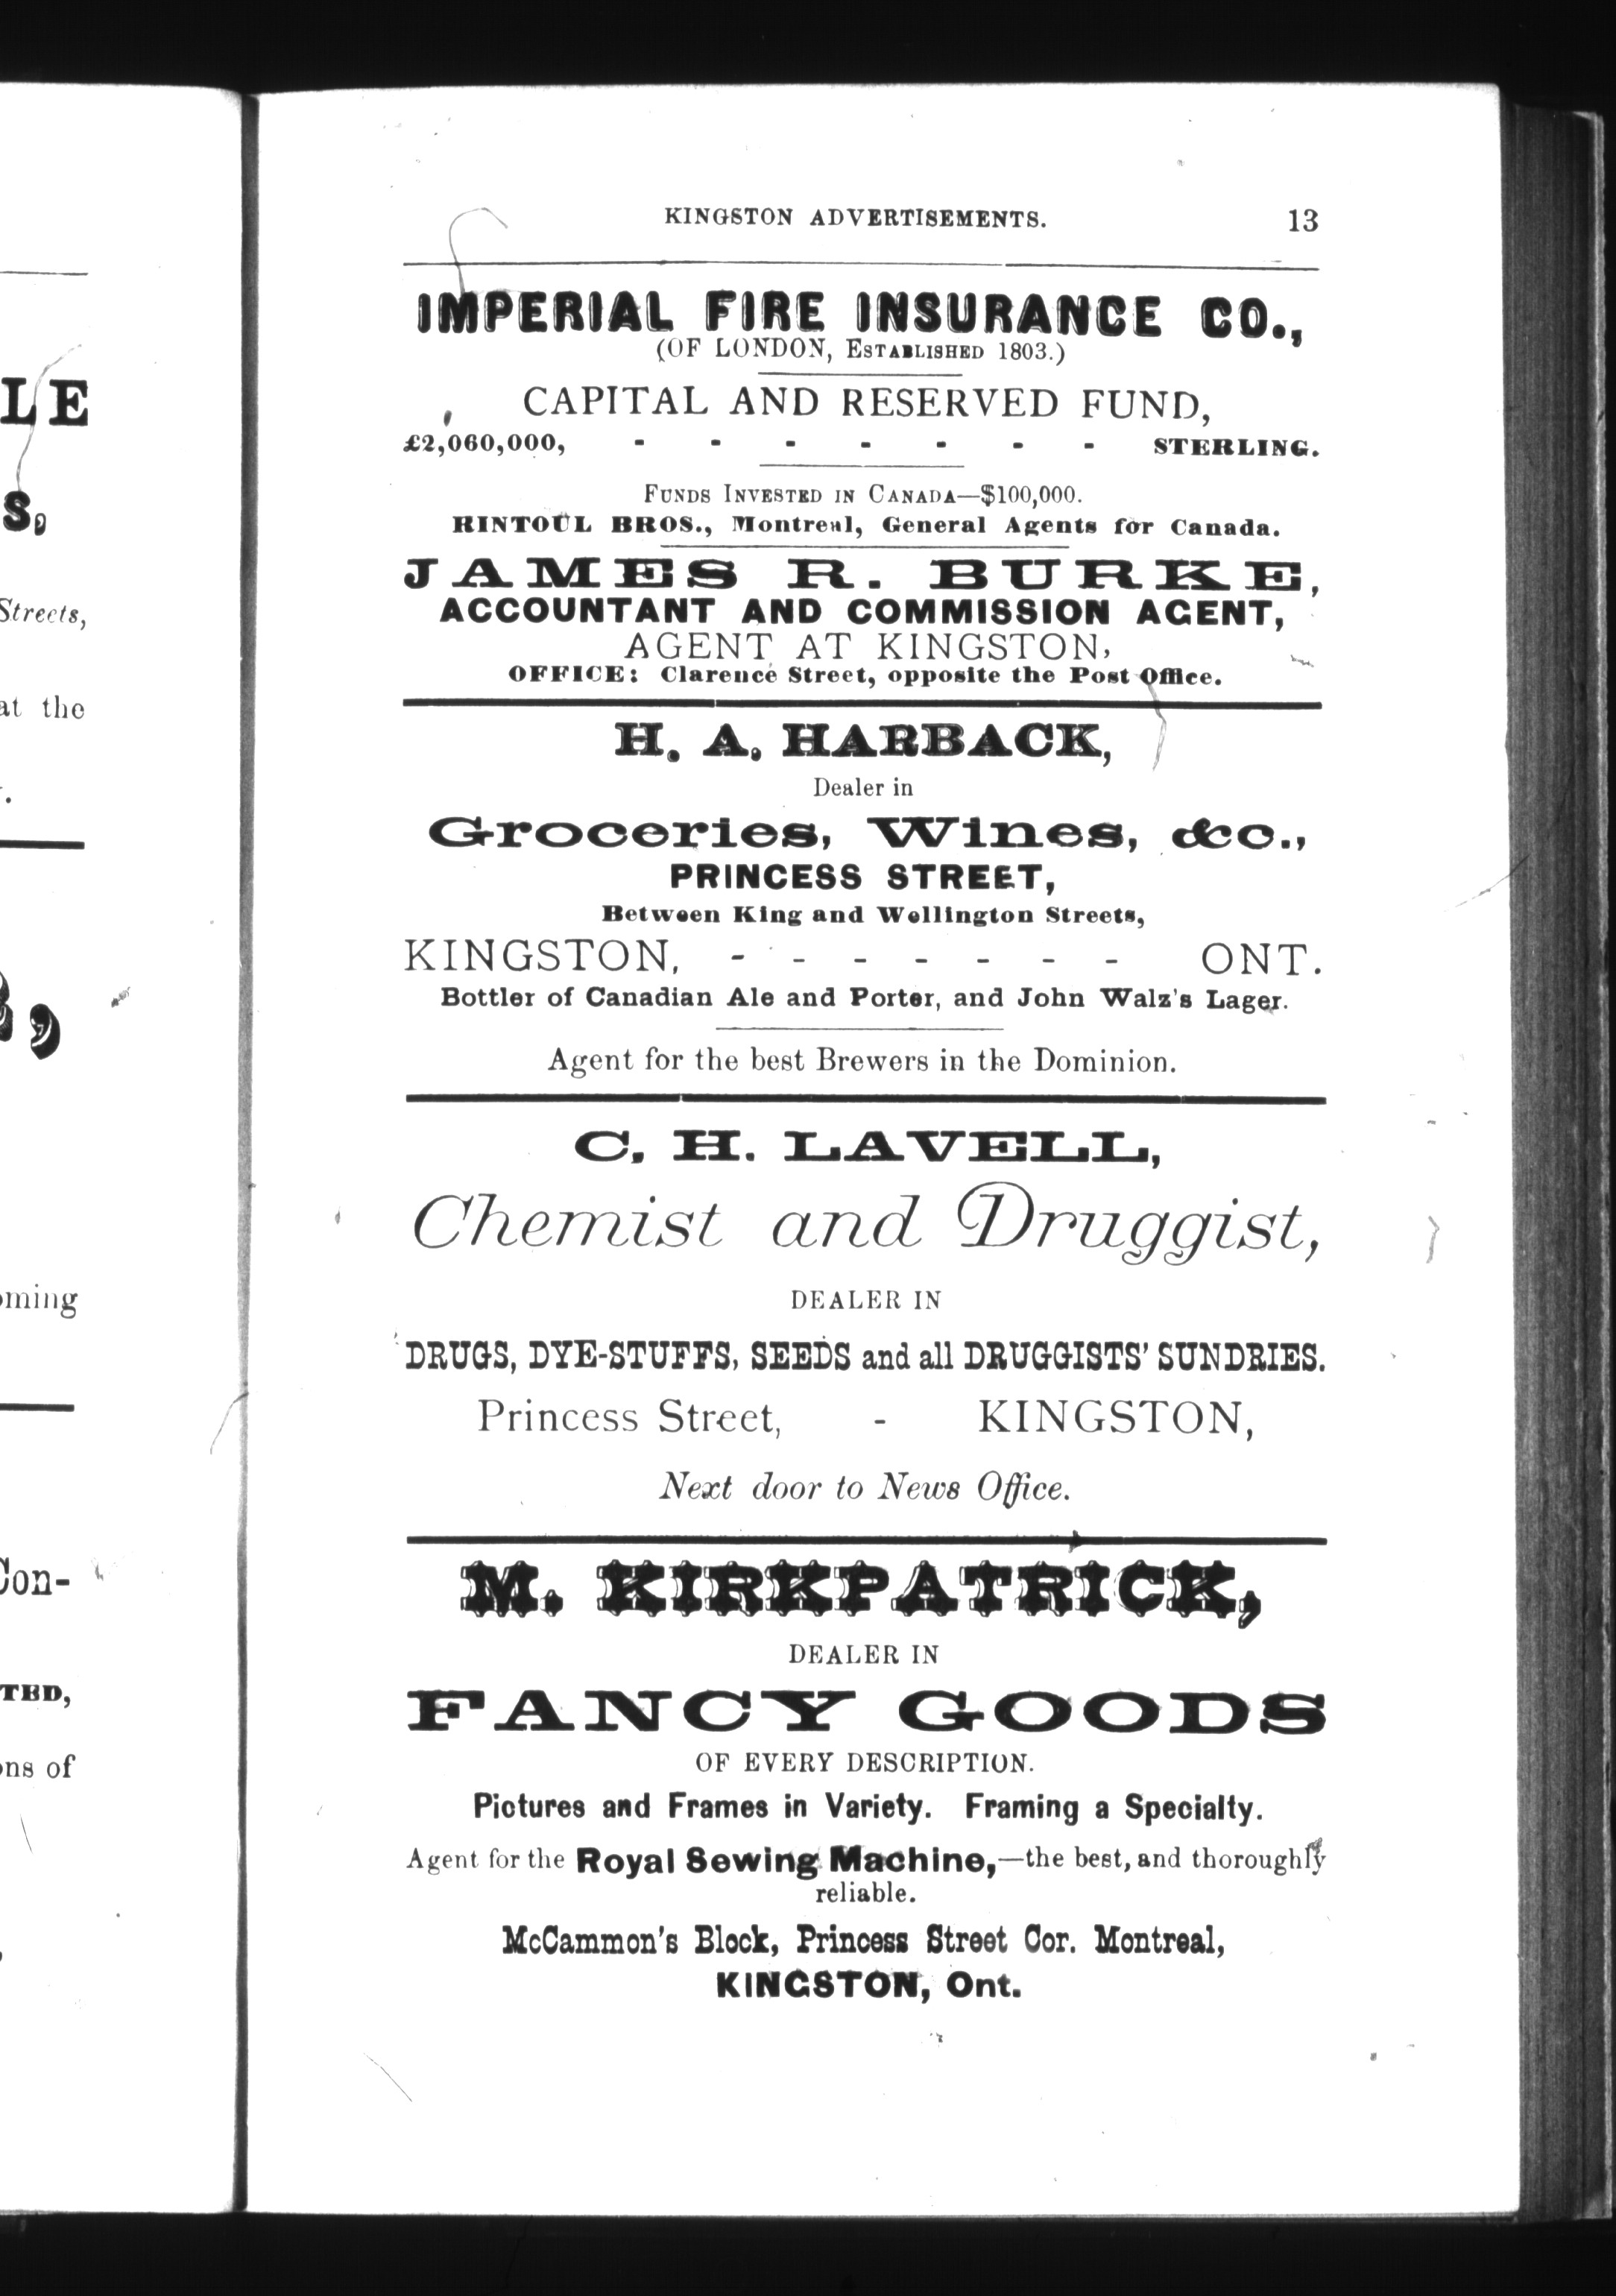 LE
S,
Streets,
at the
oming
Con-
TED,
ons of
KINGSTON ADVERTISEMENTS. 13
IMPERIAL FIRE INSURANCE CO.,
(OF LONDON, ESTABLISHED 1803.)
CAPITAL AND RESERVED FUND,
£2,060,000, - - - - - - - STERLING.
FUNDS INVESTED IN CANADA—$100,000.
RINTOUL BROS., Montreal, General Agents for Canada.
JAMES R. BURKE,
ACCOUNTANT AND COMMISSION AGENT,
AGENT AT KINGSTON,
OFFICE: Clarence Street, opposite the Post Office.
H. A. HARBACK,
Dealer in
Groceries, Wines, &c.,
PRINCESS STREET,
Between King and Wellington Streets,
KINGSTON, - - - - - - - ONT.
Bottler of Canadian Ale and Porter, and John Walz's Lager.
Agent for the best Brewers in the Dominion.
C. H. LAVELL,
Chemist and Druggist,
DEALER IN
DRUGS, DYE-STUFFS, SEEDS and all DRUGGISTS' SUNDRIES.
Princess Street, - KINGSTON,
Next door to News Office.
M. KIRKPATRICK,
DEALER IN
FANCY GOODS
OF EVERY DESCRIPTION.
Pictures and Frames in Variety. Framing a Specialty.
Agent for the Royal Sewing Machine,—the best, and thoroughly
reliable.
McCammon's Block, Princess Street Cor. Montreal,
KINGSTON, Ont.